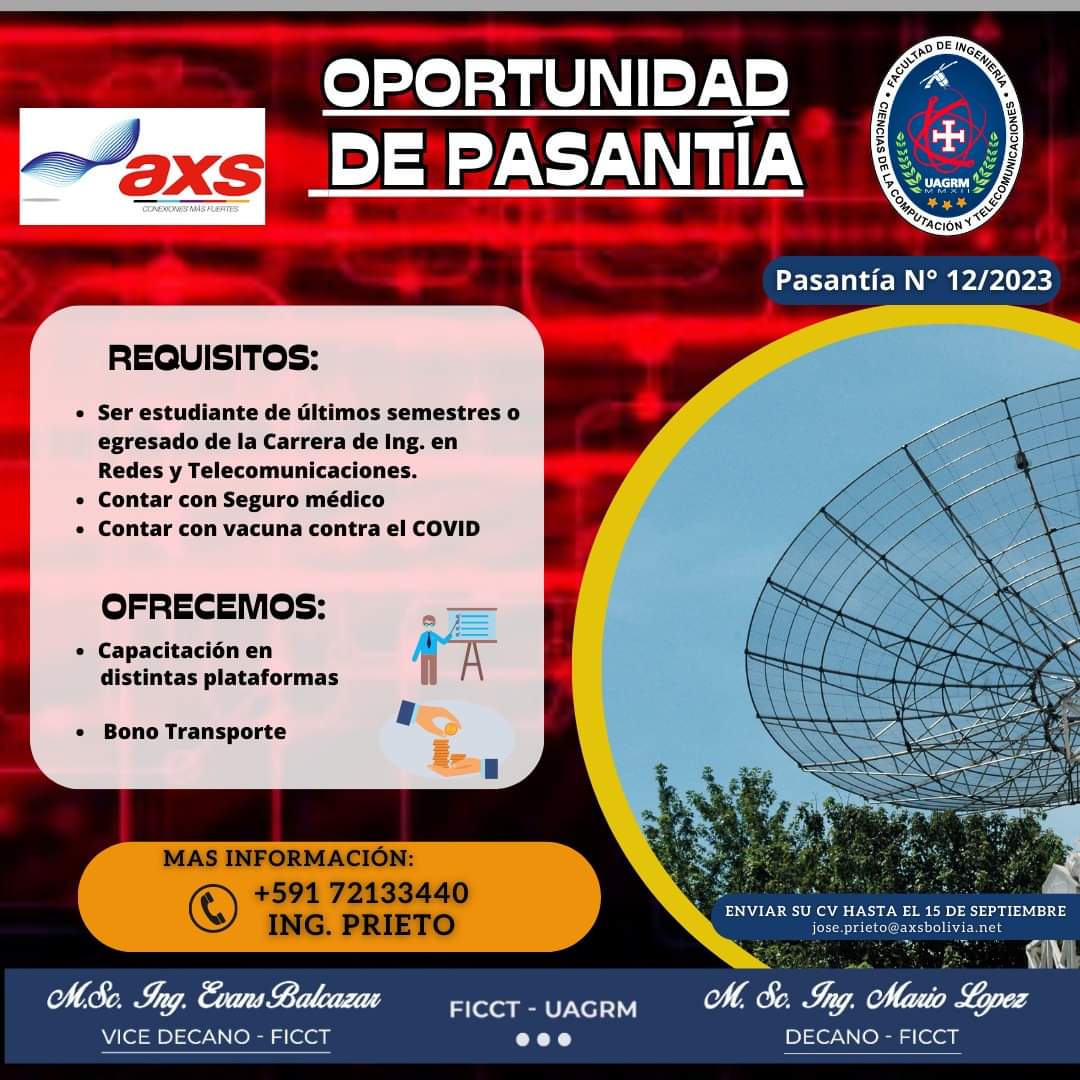 OPORTUNIDAD
DE PASANTÍA
axs
CONEXIONES MÁS FUERTES
FACULTAD DE INGENIERÍA
CIENCIAS DE LA COMPUTACIÓN Y TELECOMUNICACIONES
UAGRM
MMXII
Pasantía N° 12/2023
REQUISITOS:
• Ser estudiante de últimos semestres o
egresado de la Carrera de Ing. en
Redes y Telecomunicaciones.
• Contar con Seguro médico
• Contar con vacuna contra el COVID
OFRECEMOS:
• Capacitación en
distintas plataformas
• Bono Transporte
MAS INFORMACIÓN:
+591 72133440
ING. PRIETO
ENVIAR SU CV HASTA EL 15 DE SEPTIEMBRE
jose.prieto@axsbolivia.net
M.Sc. Ing. Evans Balcazar
VICE DECANO - FICCT
FICCT - UAGRM
M. Sc. Ing. Mario Lopez
DECANO - FICCT